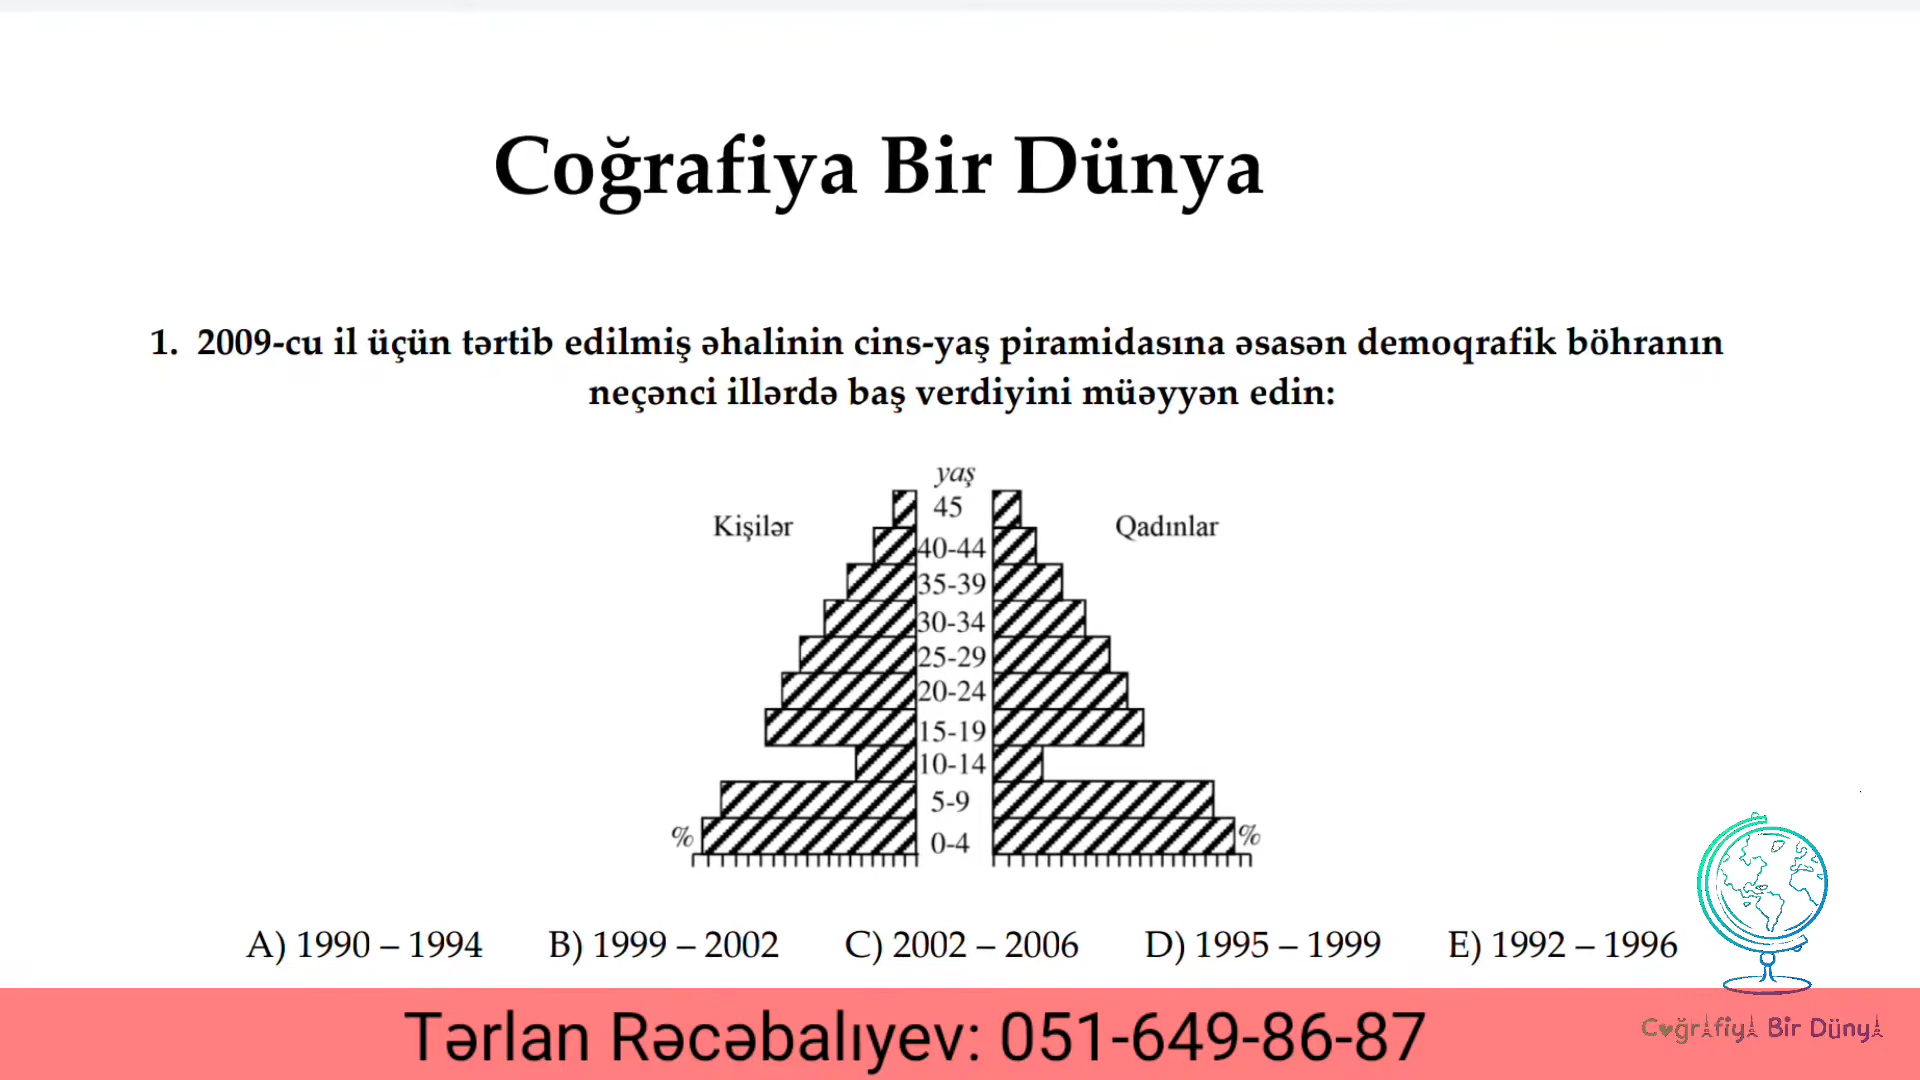 Coğrafiya Bir Dünya
1. 2009-cu il üçün tərtib edilmiş əhalinin cins-yaş piramidasına əsasən demoqrafik böhranın
neçənci illərdə baş verdiyini müəyyən edin:
yaş
Kişilər
Qadınlar
45
40-44
35-39
30-34
25-29
20-24
15-19
10-14
5-9
% 0-4 %
A) 1990 – 1994 B) 1999 – 2002 C) 2002 – 2006 D) 1995 – 1999 E) 1992 – 1996
Tərlan Rəcəbalıyev: 051-649-86-87
Coğrafiya Bir Dünya